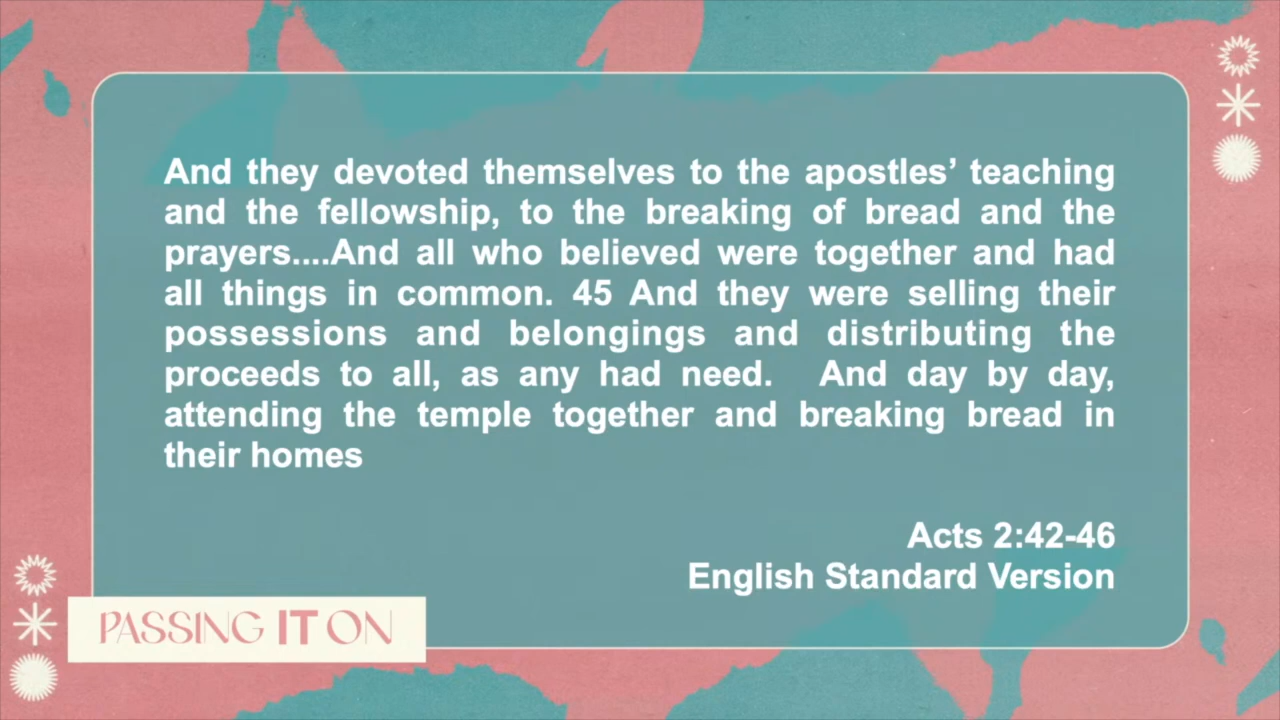 And they devoted themselves to the apostles’ teaching
and the fellowship, to the breaking of bread and the
prayers....And all who believed were together and had
all things in common. 45 And they were selling their
possessions and belongings and distributing the
proceeds to all, as any had need.  And day by day,
attending the temple together and breaking bread in
their homes
Acts 2:42-46
English Standard Version
PASSING IT ON